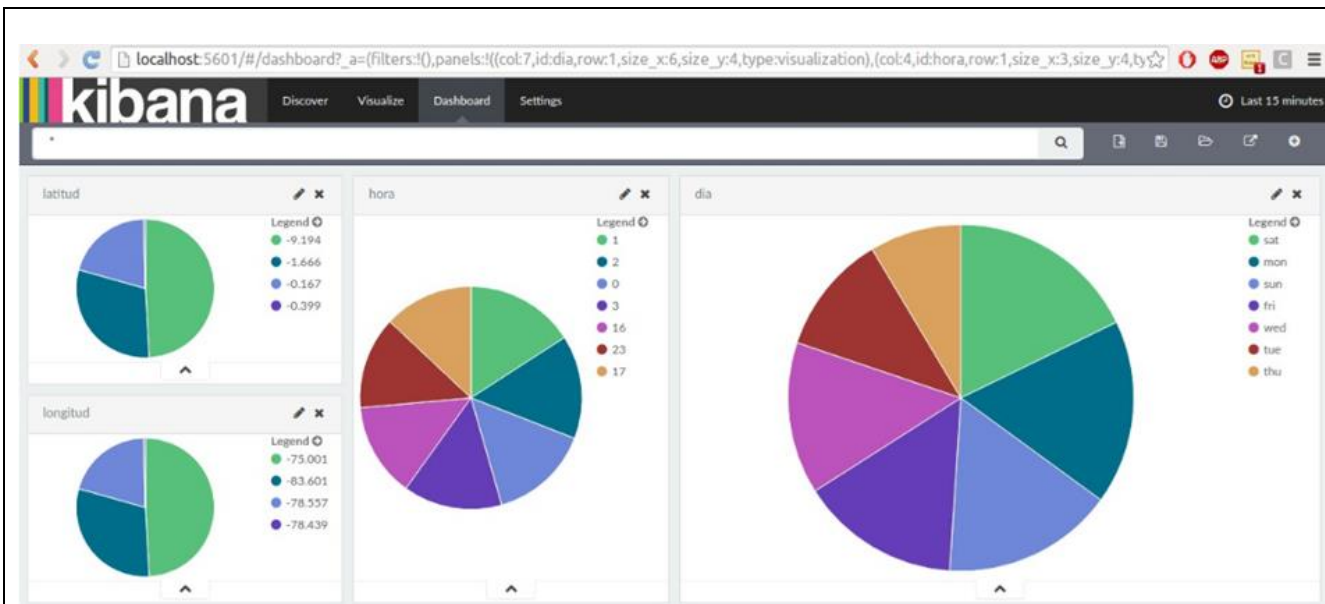 localhost:5601/#/dashboard?_a=(filters:!(),panels:!((col:7,id:dia,row:1,size_x:6,size_y:4,type:visualization),(col:4,id:hora,row:1,size_x:3,size_y:4,ty
ABP
1
C
kibana
Discover Visualize Dashboard Settings
Last 15 minutes
*
latitud
Legend
-9.194
-1.666
-0.167
-0.399
longitud
Legend
-75.001
-83.601
-78.557
-78.439
hora
Legend
1
2
0
3
16
23
17
dia
Legend
sat
mon
sun
fri
wed
tue
thu